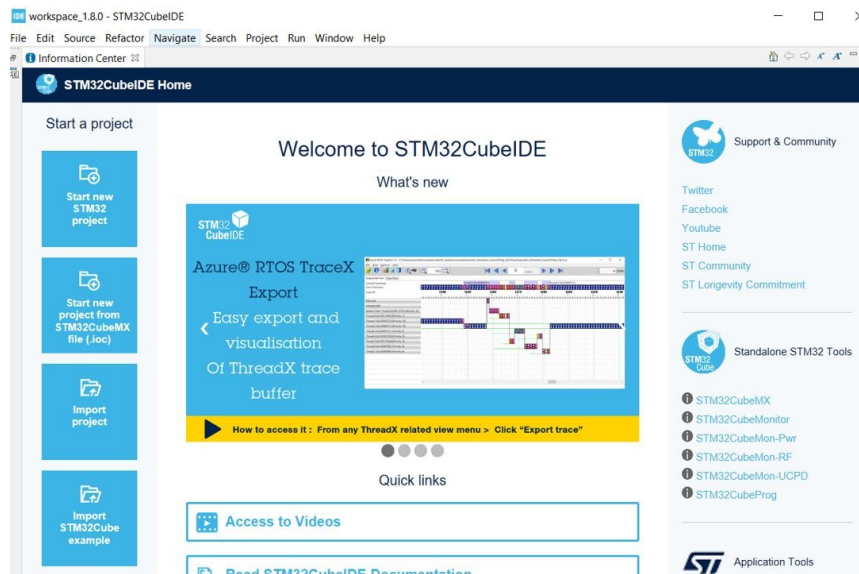 IDE workspace_1.8.0 - STM32CubeIDE
File Edit Source Refactor Navigate Search Project Run Window Help
Information Center
STM32CubeIDE Home
Start a project
Start new
STM32
project
Start new
project from
STM32CubeMX
file (.ioc)
Import
project
Import
STM32Cube
example
Welcome to STM32CubeIDE
What's new
STM32
CubeIDE
Azure® RTOS TraceX
Export
Easy export and
visualisation
Of ThreadX trace
buffer
How to access it : From any ThreadX related view menu > Click “Export trace”
Quick links
Access to Videos
Read STM32CubeIDE Documentation
STM32
Support & Community
Twitter
Facebook
Youtube
ST Home
ST Community
ST Longevity Commitment
STM32
Cube
Standalone STM32 Tools
STM32CubeMX
STM32CubeMonitor
STM32CubeMon-Pwr
STM32CubeMon-RF
STM32CubeMon-UCPD
STM32CubeProg
ST
Application Tools